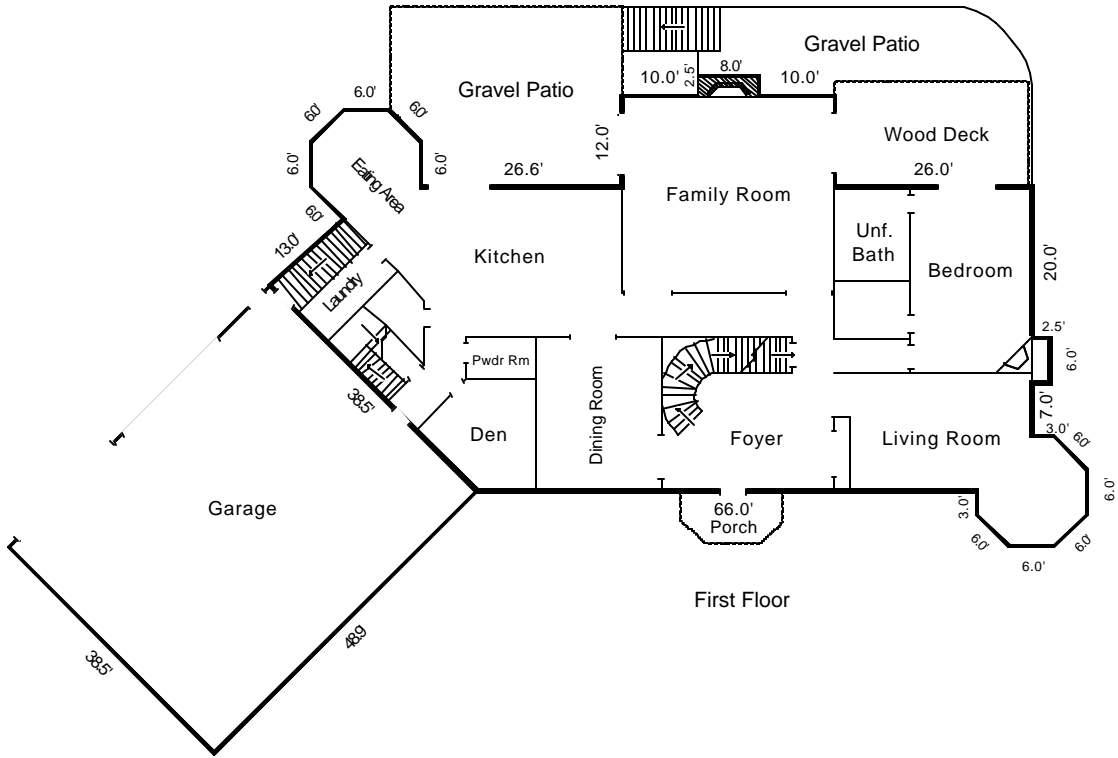 Gravel Patio
8.0'
10.0'
2.5'
10.0'
Gravel Patio
6.0'
6.0'
6.0'
Wood Deck
12.0'
6.0'
6.0'
26.6'
26.0'
Eating Area
Family Room
6.0'
Unf.
Bath
13.0'
Kitchen
Bedroom
20.0'
Laundry
2.5'
Pwdr Rm
6.0'
38.5'
Dining Room
7.0'
Den
Foyer
Living Room
3.0'
6.0'
6.0'
Garage
66.0'
Porch
3.0'
6.0'
6.0'
6.0'
First Floor
48.9
38.5'